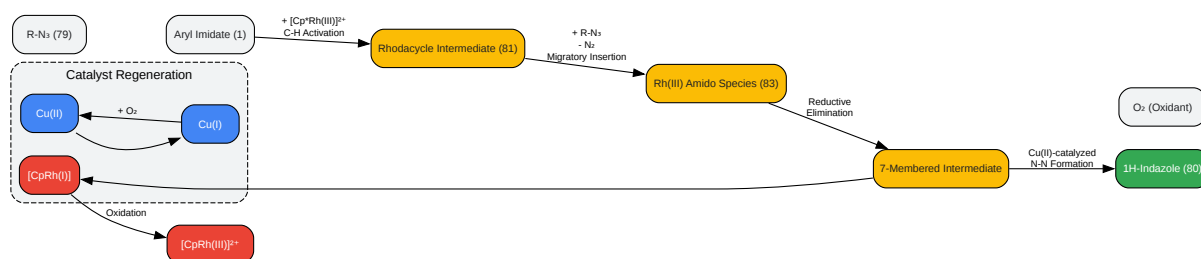 R-N₃ (79)
Aryl Imidate (1)
+ [Cp*Rh(III)]²⁺
C-H Activation
Rhodacycle Intermediate (81)
+ R-N₃
- N₂
Migratory Insertion
Rh(III) Amido Species (83)
Reductive
Elimination
7-Membered Intermediate
Cu(II)-catalyzed
N-N Formation
1H-Indazole (80)
O₂ (Oxidant)
Catalyst Regeneration
Cu(II)
+ O₂
Cu(I)
[CpRh(I)]
Oxidation
[CpRh(III)]²⁺